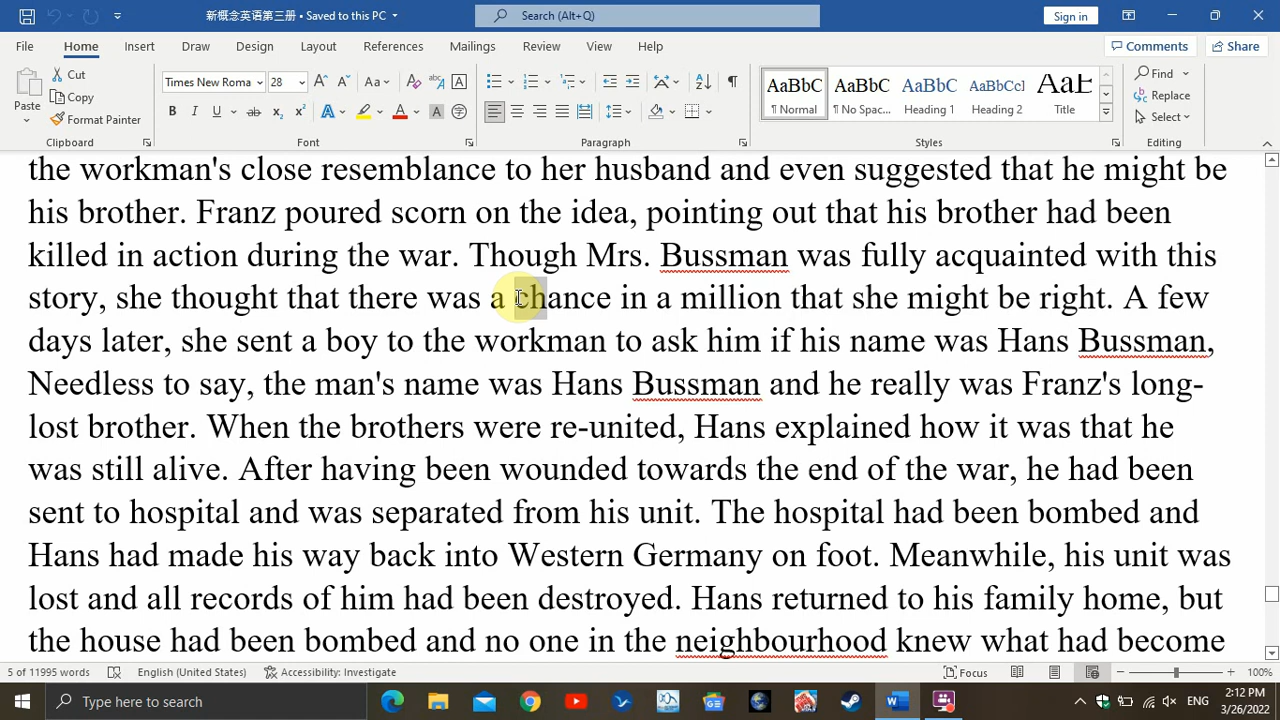 新概念英语第三册 • Saved to this PC
Search (Alt+Q)
Sign in
File Home Insert Draw Design Layout References Mailings Review View Help
Comments Share
Paste
Cut
Copy
Format Painter
Clipboard
Times New Roma 28
Font
Paragraph
AaBbC AaBbC AaBbC AaBbCcI AaB
¶ Normal ¶ No Spac... Heading 1 Heading 2 Title
Styles
Find
Replace
Select
Editing
the workman's close resemblance to her husband and even suggested that he might be
his brother. Franz poured scorn on the idea, pointing out that his brother had been
killed in action during the war. Though Mrs. Bussman was fully acquainted with this
story, she thought that there was a chance in a million that she might be right. A few
days later, she sent a boy to the workman to ask him if his name was Hans Bussman,
Needless to say, the man's name was Hans Bussman and he really was Franz's long-
lost brother. When the brothers were re-united, Hans explained how it was that he
was still alive. After having been wounded towards the end of the war, he had been
sent to hospital and was separated from his unit. The hospital had been bombed and
Hans had made his way back into Western Germany on foot. Meanwhile, his unit was
lost and all records of him had been destroyed. Hans returned to his family home, but
the house had been bombed and no one in the neighbourhood knew what had become
5 of 11995 words English (United States) Accessibility: Investigate Focus 100%
Type here to search
ENG
2:12 PM
3/26/2022